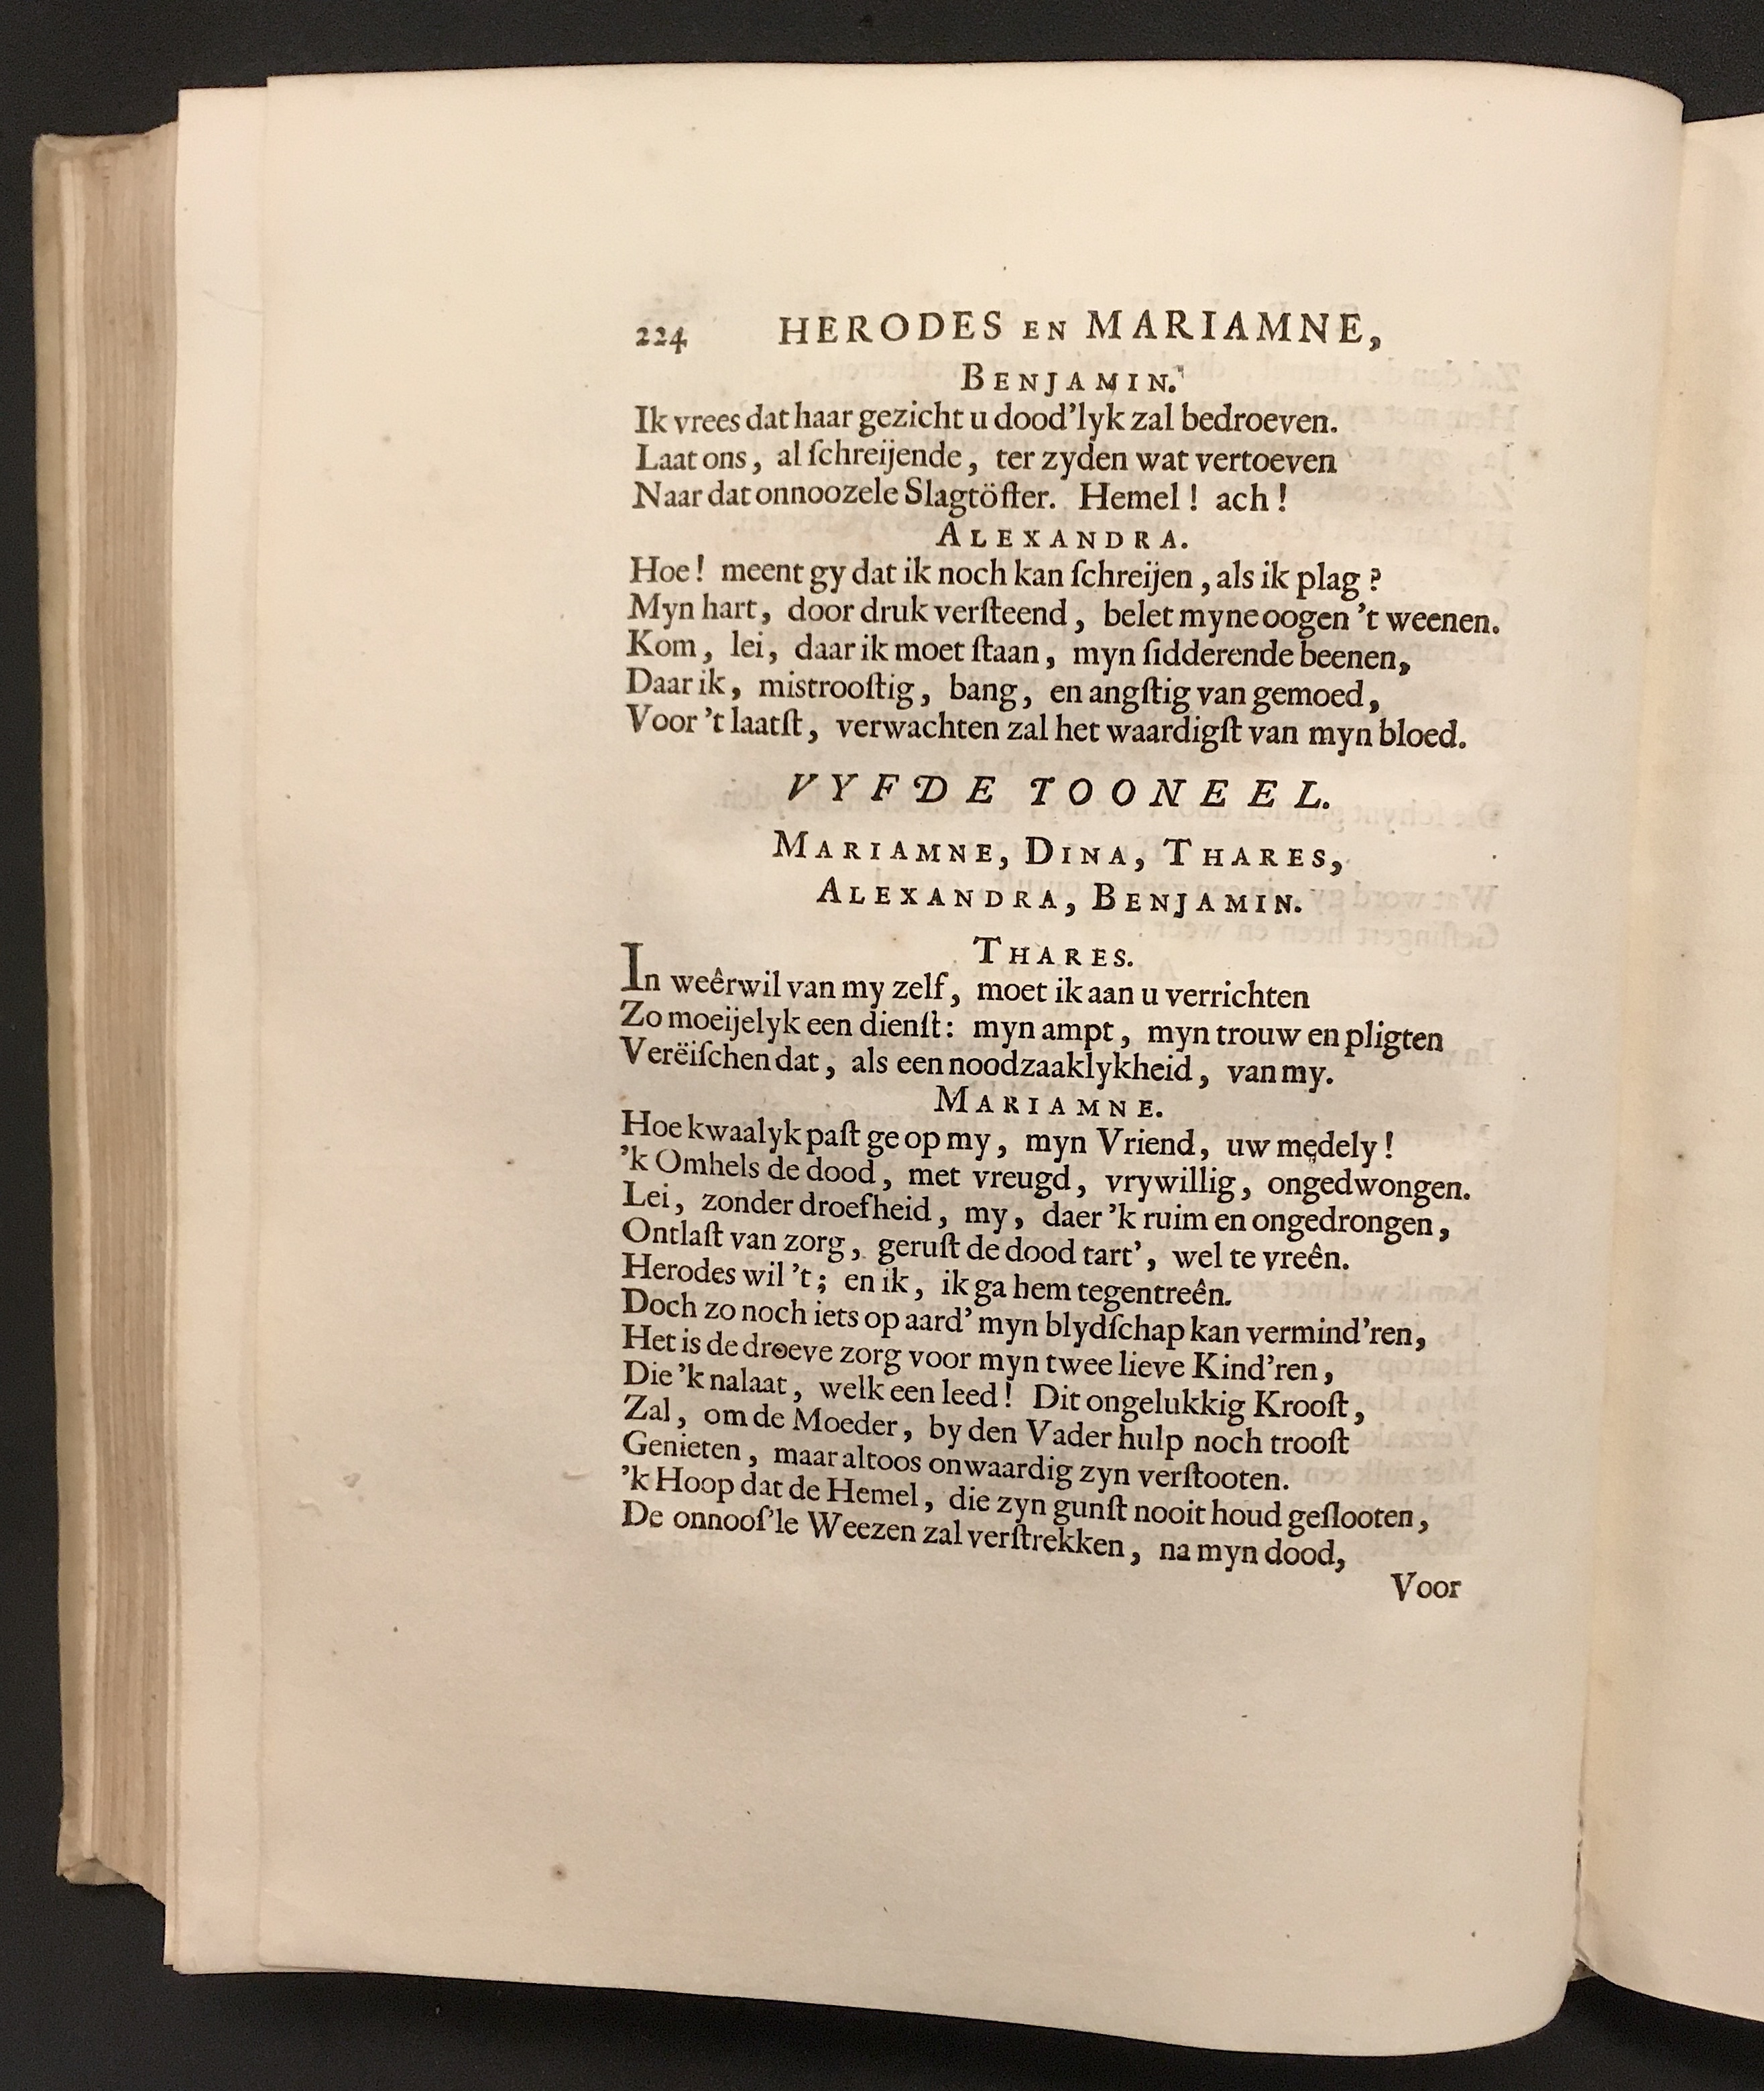 224 HERODES EN MARIAMNE,
BENJAMIN.
Ik vrees dat haar gezicht u dood'lyk zal bedroeven.
Laat ons, al ſchreijende, ter zyden wat vertoeven
Naar dat onnoozele Slagtöffer. Hemel! ach!
ALEXANDRA.
Hoe! meent gy dat ik noch kan ſchreijen, als ik plag?
Myn hart, door druk verſteend, belet myne oogen 't weenen.
Kom, lei, daar ik moet ſtaan, myn ſidderende beenen,
Daar ik, mistrooſtig, bang, en angſtig van gemoed,
Voor 't laatſt, verwachten zal het waardigſt van myn bloed.
VYFDE TOONEEL.
MARIAMNE, DINA, THARES,
ALEXANDRA, BENJAMIN.
THARES.
In weêrwil van my zelf, moet ik aan u verrichten
Zo moeijelyk een dienſt: myn ampt, myn trouw en pligten
Verëiſchen dat, als een noodzaaklykheid, van my.
MARIAMNE.
Hoe kwaalyk paſt ge op my, myn Vriend, uw medely!
'k Omhels de dood, met vreugd, vrywillig, ongedwongen.
Lei, zonder droefheid, my, daer 'k ruim en ongedrongen,
Ontlaſt van zorg, geruſt de dood tart', wel te vreên.
Herodes wil 't; en ik, ik ga hem tegentreên.
Doch zo noch iets op aard' myn blydſchap kan vermind'ren,
Het is de droeve zorg voor myn twee lieve Kind'ren,
Die 'k nalaat, welk een leed! Dit ongelukkig Krooſt,
Zal, om de Moeder, by den Vader hulp noch trooſt
Genieten, maar altoos onwaardig zyn verſtooten.
'k Hoop dat de Hemel, die zyn gunſt nooit houd geſlooten,
De onnooſ'le Weezen zal verſtrekken, na myn dood,
Voor